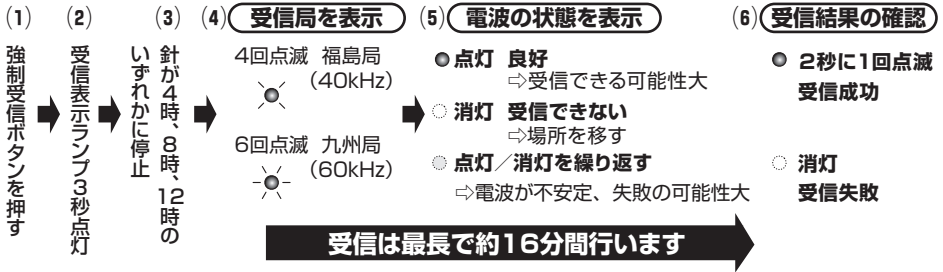 (1)
強制受信ボタンを押す
(2)
受信表示ランプ3秒点灯
(3)
針が4時、8時、12時の
いずれかに停止
(4) 受信局を表示
4回点滅 福島局
(40kHz)
6回点滅 九州局
(60kHz)
(5) 電波の状態を表示
点灯 良好
⇨受信できる可能性大
消灯 受信できない
⇨場所を移す
点灯／消灯を繰り返す
⇨電波が不安定、失敗の可能性大
(6) 受信結果の確認
2秒に1回点滅
受信成功
消灯
受信失敗
受信は最長で約16分間行います